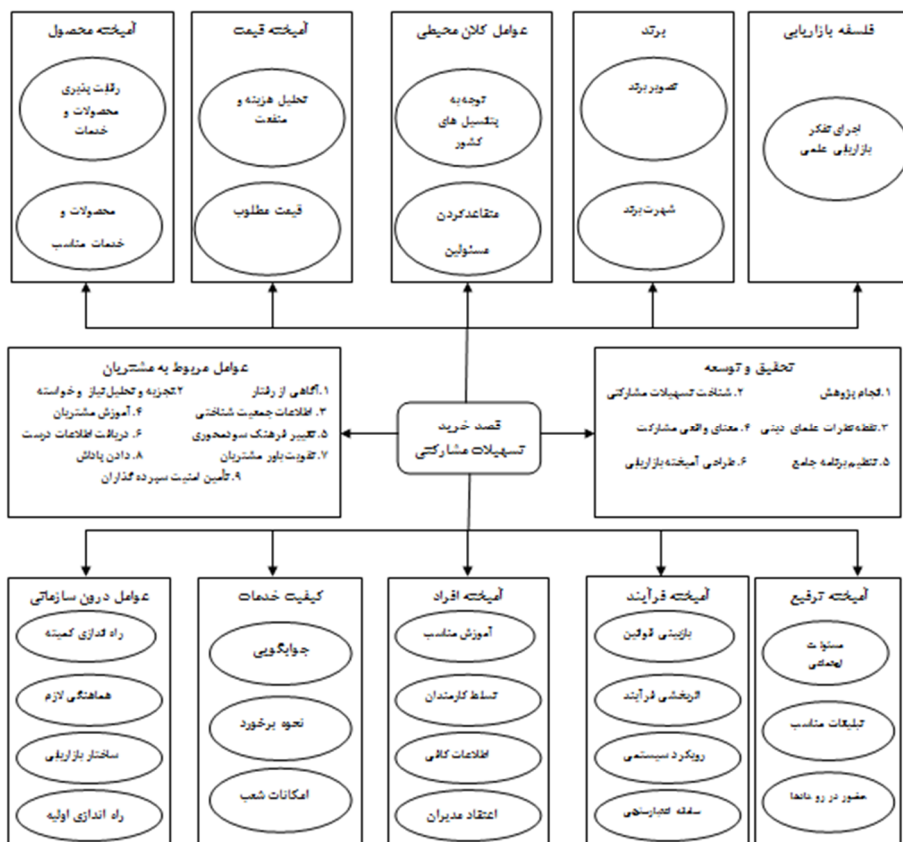 فلسفه بازاریابی
اجرای تفکر
بازاریابی علمی
برند
تصویر برند
شهرت برند
عوامل کلان محیطی
توجه به
پتانسیل های
کشور
متقاعدکردن
مسئولین
آمیخته قیمت
تحلیل هزینه و
منفعت
قیمت مطلوب
آمیخته محصول
رقابت پذیری
محصولات و
خدمات
محصولات و
خدمات مناسب
تحقیق و توسعه
۱.انجام پژوهش ۲. شناخت تسهیلات مشارکتی
۳.نقطه نظرات علمای دینی ۴. معنای واقعی مشارکت
۵. تنظیم برنامه جامع ۶. طراحی آمیخته بازاریابی
قصد خرید
تسهیلات مشارکتی
عوامل مربوط به مشتریان
۱.آگاهی از رفتار ۲.تجزیه و تحلیل نیاز و خواسته
۳. اطلاعات جمعیت شناختی ۴. آموزش مشتریان
۵. تغییر فرهنگ سودمحوری ۶. دریافت اطلاعات درست
۷. تقویت باور مشتریان ۸. دادن پاداش
۹.تأمین امنیت سپرده گذاران
آمیخته ترفیع
مسئولیت
اجتماعی
تبلیغات مناسب
حضور در رویدادها
آمیخته فرآیند
بازبینی قوانین
اثربخشی فرآیند
رویکرد سیستمی
سامانه اعتبارسنجی
آمیخته افراد
آموزش مناسب
تسلط کارمندان
اطلاعات کافی
اعتقاد مدیران
کیفیت خدمات
جوابگویی
نحوه برخورد
امکانات شعب
عوامل درون سازمانی
راه اندازی کمیته
هماهنگی لازم
ساختار بازاریابی
راه اندازی اولیه